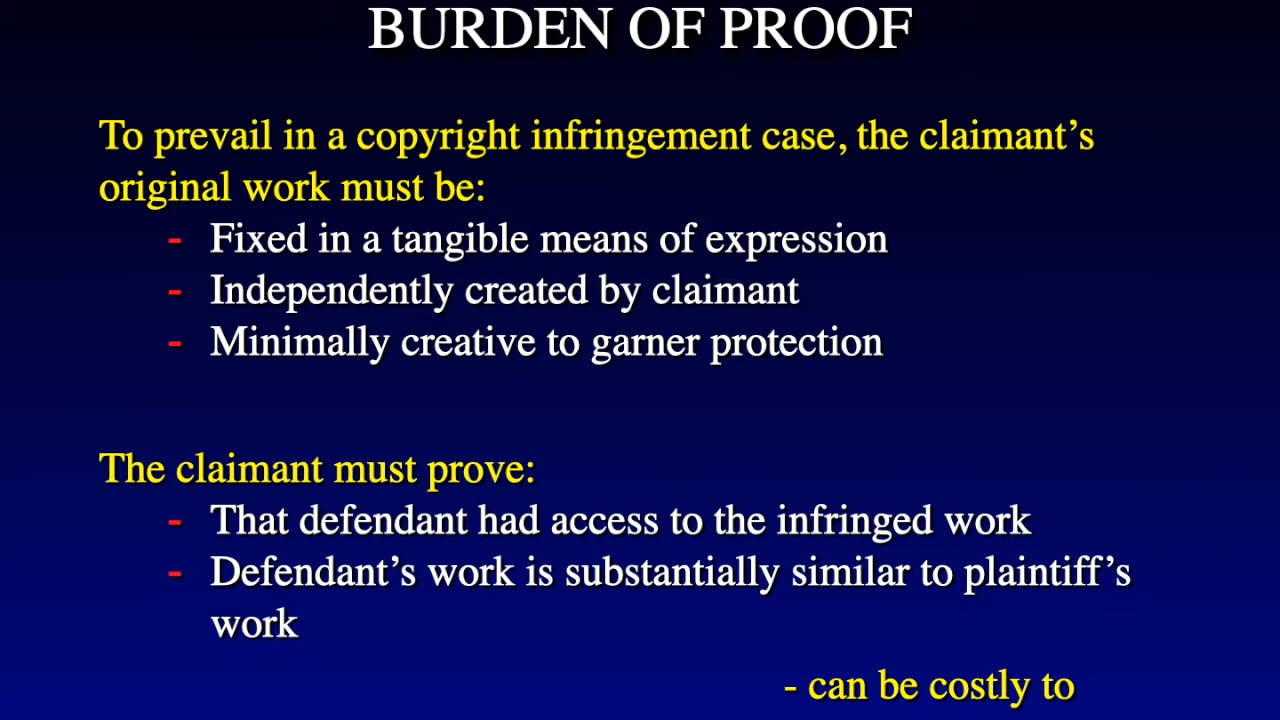 BURDEN OF PROOF
To prevail in a copyright infringement case, the claimant’s
original work must be:
- Fixed in a tangible means of expression
- Independently created by claimant
- Minimally creative to garner protection
The claimant must prove:
- That defendant had access to the infringed work
- Defendant’s work is substantially similar to plaintiff’s
work
- can be costly to